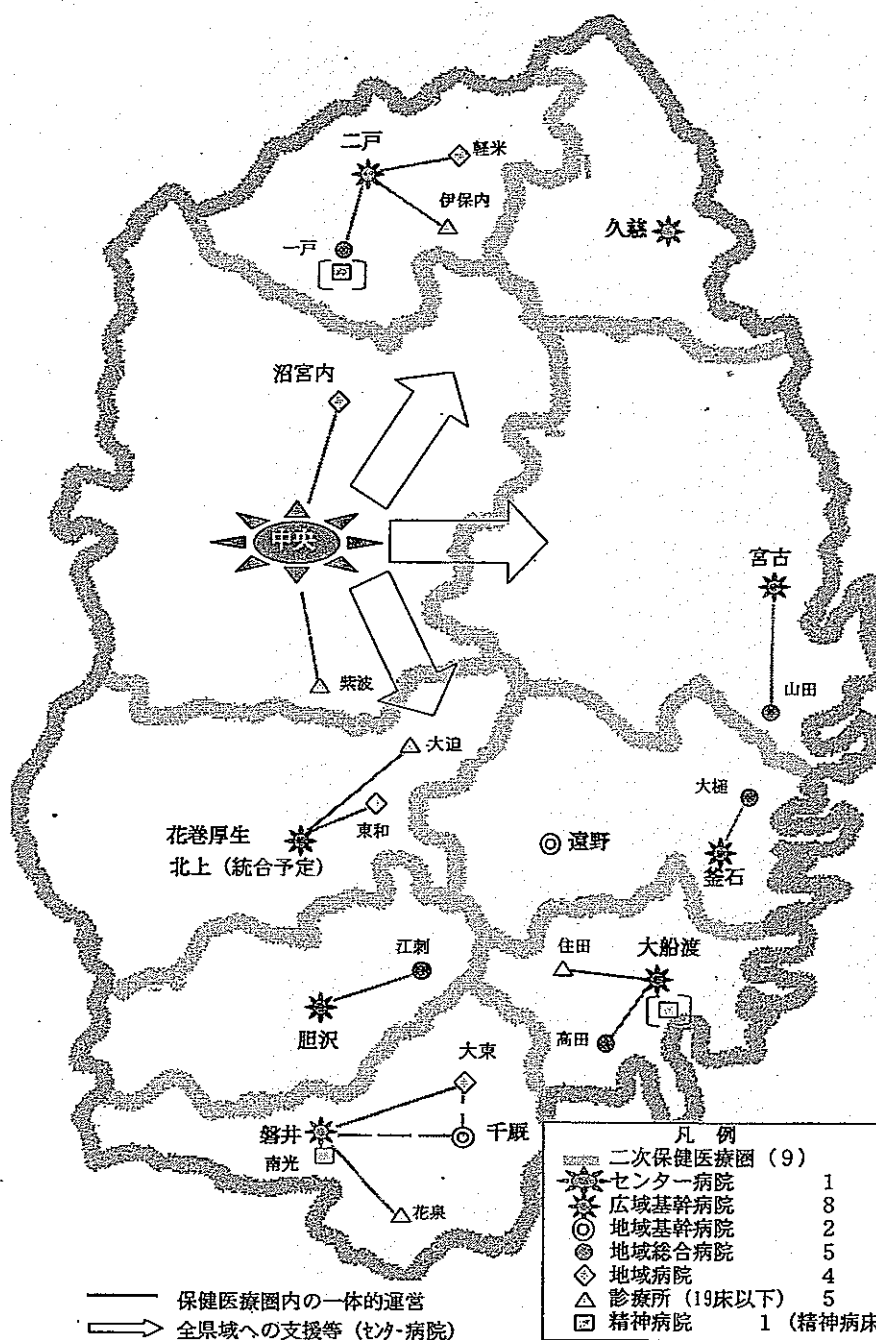 二戸
軽米
伊保内
一戸
久慈
沼宮内
中央
宮古
紫波
山田
大迫
大槌
花巻厚生
東和
遠野
北上(統合予定)
釜石
江刺
住田
大船渡
胆沢
高田
大東
磐井
千厩
南光
花泉
凡例
二次保健医療圏(9)
センター病院 1
広域基幹病院 8
地域基幹病院 2
地域総合病院 5
地域病院 4
診療所(19床以下) 5
精神病院 1(精神病床
保健医療圏内の一体的運営
全県域への支援等(センター病院)